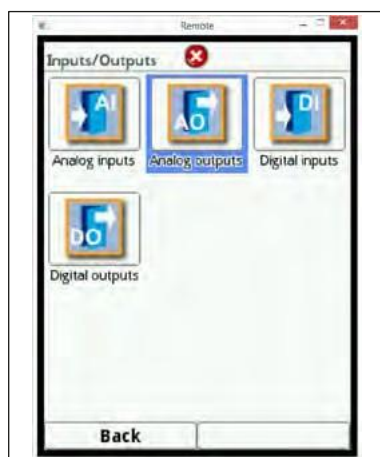 Remote
Inputs/Outputs
AI
AO
DI
Analog inputs
Analog outputs
Digital inputs
DO
Digital outputs
Back